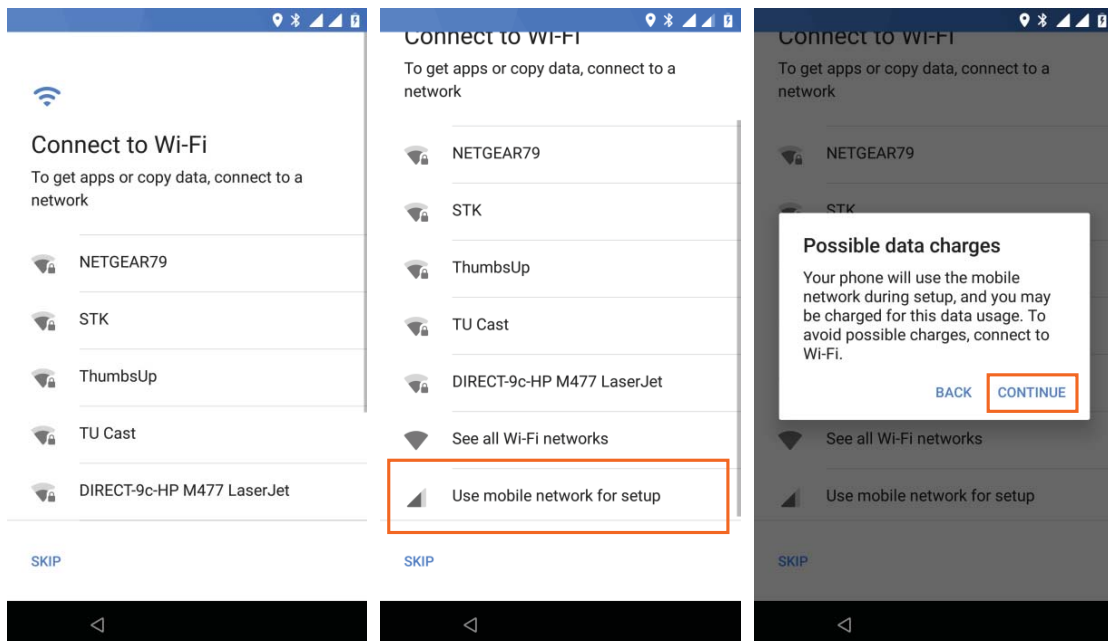 Connect to Wi-Fi
To get apps or copy data, connect to a
network
NETGEAR79
STK
ThumbsUp
TU Cast
DIRECT-9c-HP M477 LaserJet
SKIP
Connect to Wi-Fi
To get apps or copy data, connect to a
network
NETGEAR79
STK
ThumbsUp
TU Cast
DIRECT-9c-HP M477 LaserJet
See all Wi-Fi networks
Use mobile network for setup
SKIP
Connect to Wi-Fi
To get apps or copy data, connect to a
network
NETGEAR79
STK
Possible data charges
Your phone will use the mobile
network during setup, and you may
be charged for this data usage. To
avoid possible charges, connect to
Wi-Fi.
BACK CONTINUE
See all Wi-Fi networks
Use mobile network for setup
SKIP